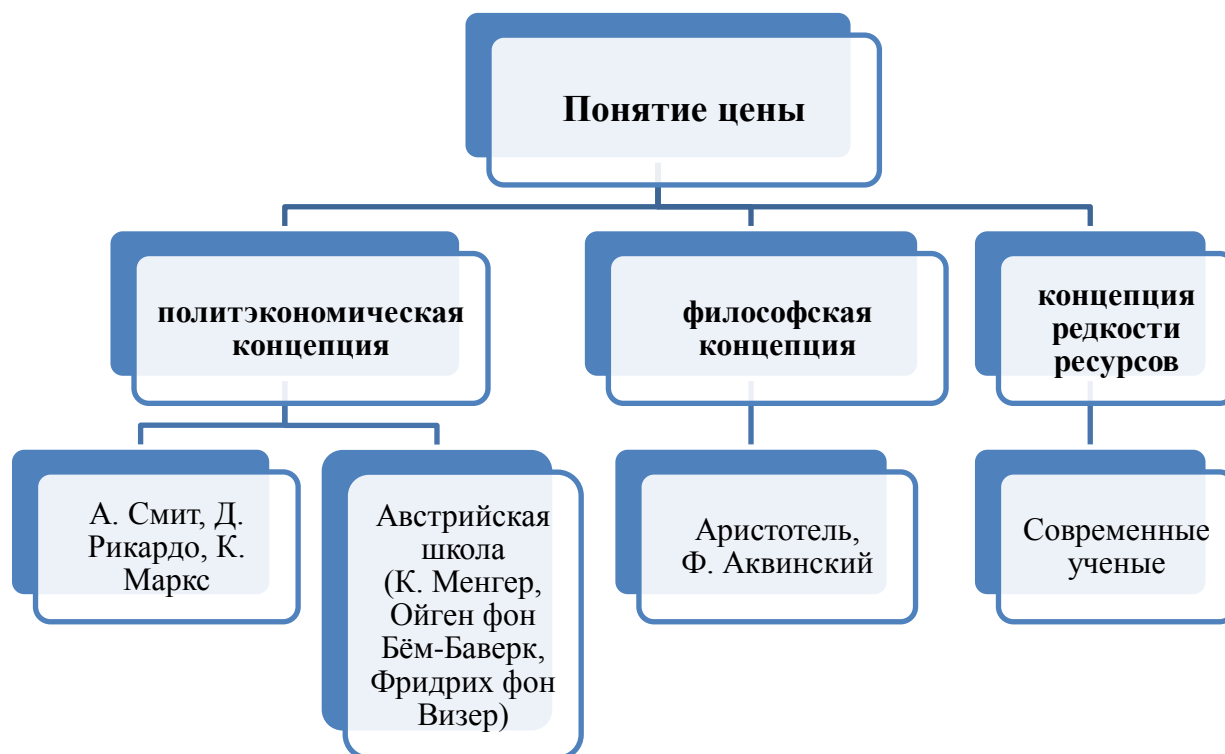 Понятие цены
политэкономическая
концепция
философская
концепция
концепция
редкости
ресурсов
А. Смит, Д.
Рикардо, К.
Маркс
Австрийская
школа
(К. Менгер,
Ойген фон
Бём-Баверк,
Фридрих фон
Визер)
Аристотель,
Ф. Аквинский
Современные
ученые